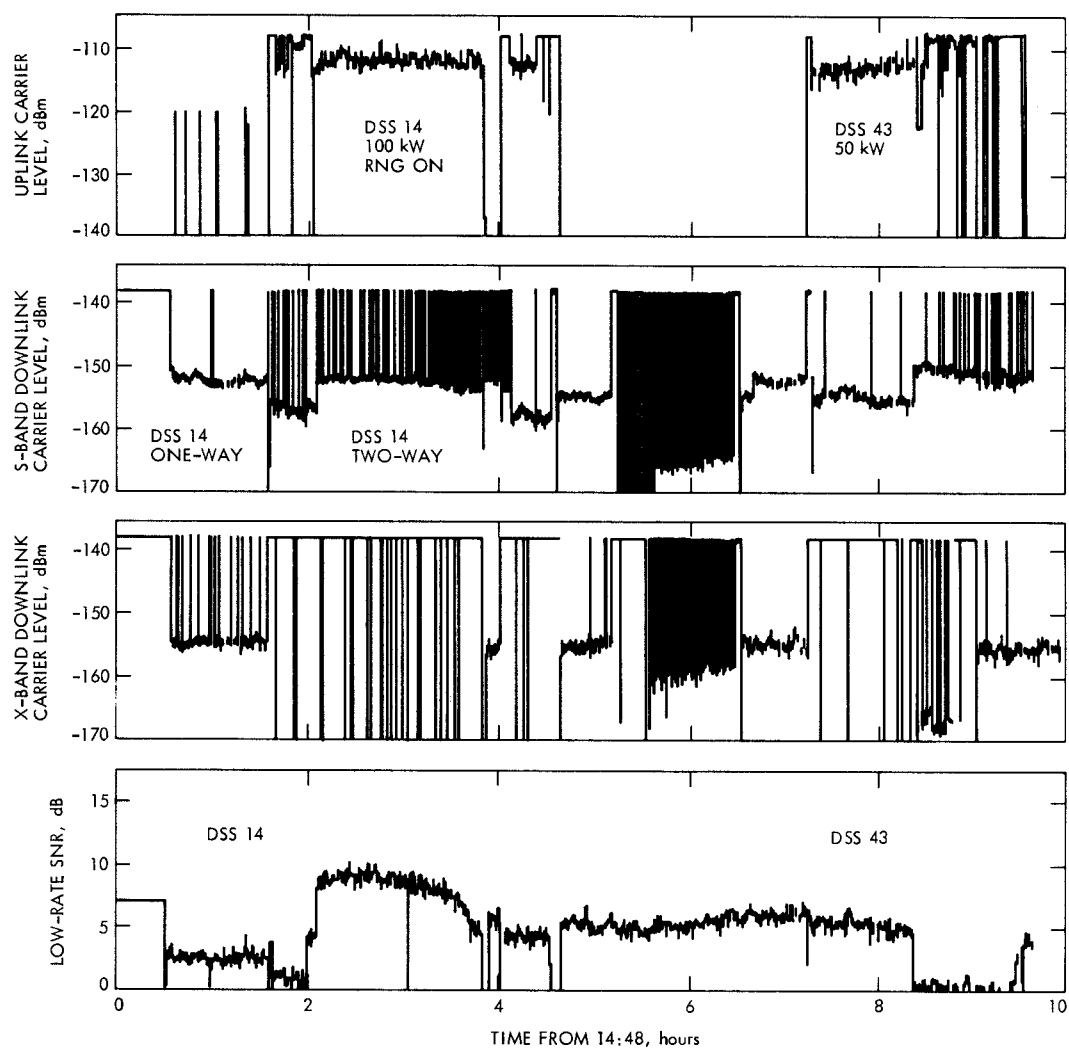 UPLINK CARRIER
LEVEL, dBm
-110
-120
-130
-140
DSS 14
100 kW
RNG ON
DSS 43
50 kW
S-BAND DOWNLINK
CARRIER LEVEL, dBm
-140
-150
-160
-170
DSS 14
ONE-WAY
DSS 14
TWO-WAY
X-BAND DOWNLINK
CARRIER LEVEL, dBm
-140
-150
-160
-170
LOW-RATE SNR, dB
15
10
5
0
DSS 14
DSS 43
0 2 4 6 8 10
TIME FROM 14:48, hours